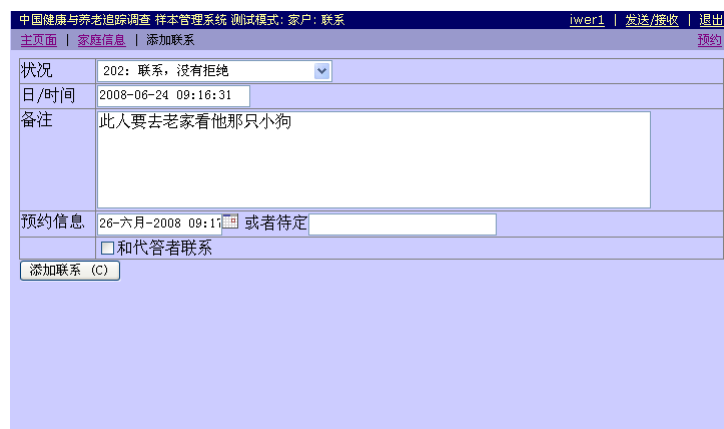 中国健康与养老追踪调查 样本管理系统 测试模式: 家户: 联系 iwer1 | 发送/接收 | 退出
主页面 | 家庭信息 | 添加联系 预约
状况 202: 联系, 没有拒绝
日/时间 2008-06-24 09:16:31
备注 此人要去老家看他那只小狗
预约信息 26-六月-2008 09:17 或者待定
和代答者联系
添加联系 (C)